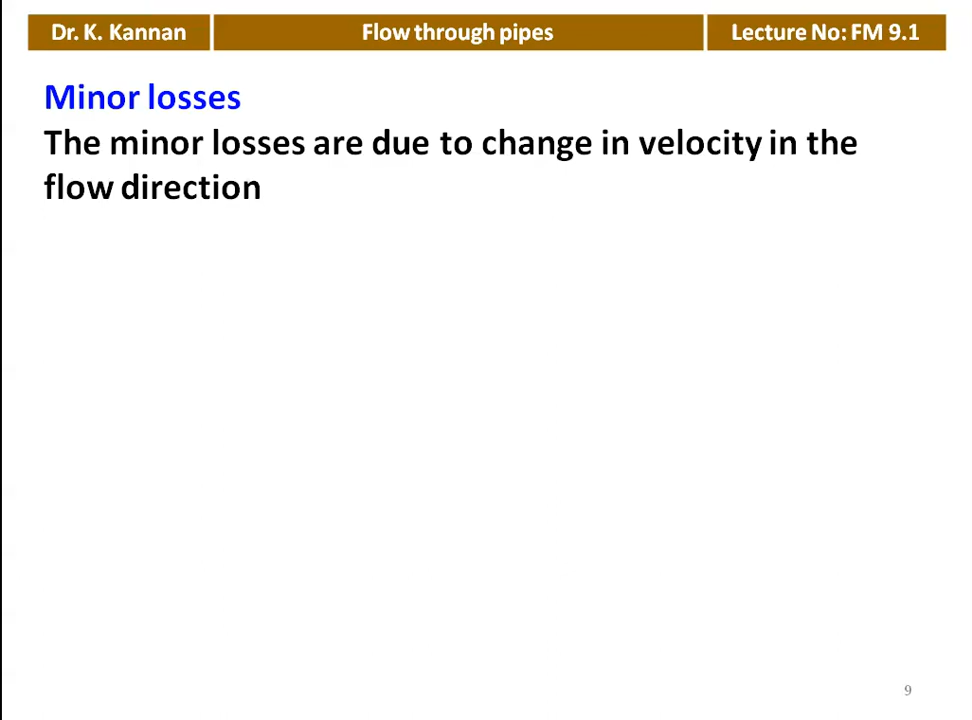 Dr. K. Kannan
Flow through pipes
Lecture No: FM 9.1
Minor losses
The minor losses are due to change in velocity in the
flow direction
9